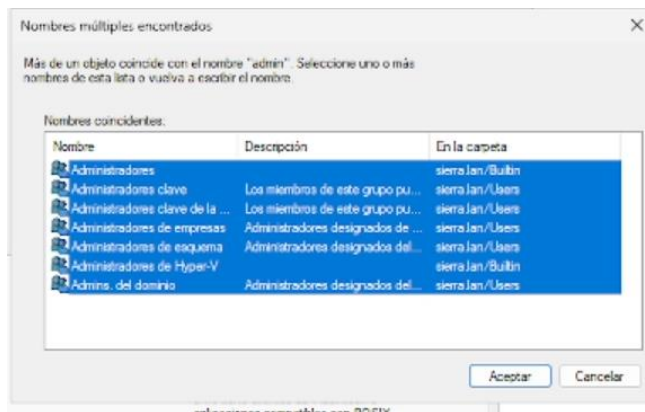 Nombres múltiples encontrados
Más de un objeto coincide con el nombre "admin". Seleccione uno o más
nombres de esta lista o vuelva a escribir el nombre.
Nombres coincidentes:
Nombre Descripción En la carpeta
Administradores sierra.lan/Builtin
Administradores clave Los miembros de este grupo pu... sierra.lan/Users
Administradores clave de la ... Los miembros de este grupo pu... sierra.lan/Users
Administradores de empresas Administradores designados de ... sierra.lan/Users
Administradores de esquema Administradores designados del... sierra.lan/Users
Administradores de Hyper-V sierra.lan/Builtin
Admins. del dominio Administradores designados del... sierra.lan/Users
Aceptar Cancelar